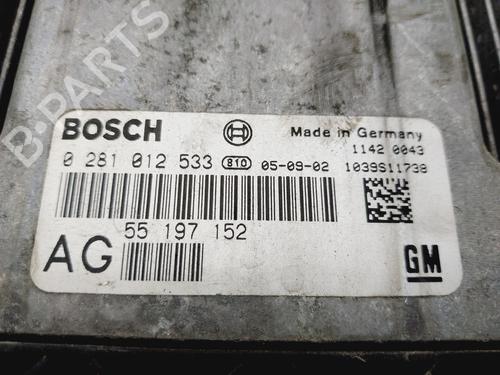 B-PARTS
BOSCH
Made in Germany
1142 0043
0 281 012 533 810 05-09-02 1039S11738
55 197 152
AG
GM